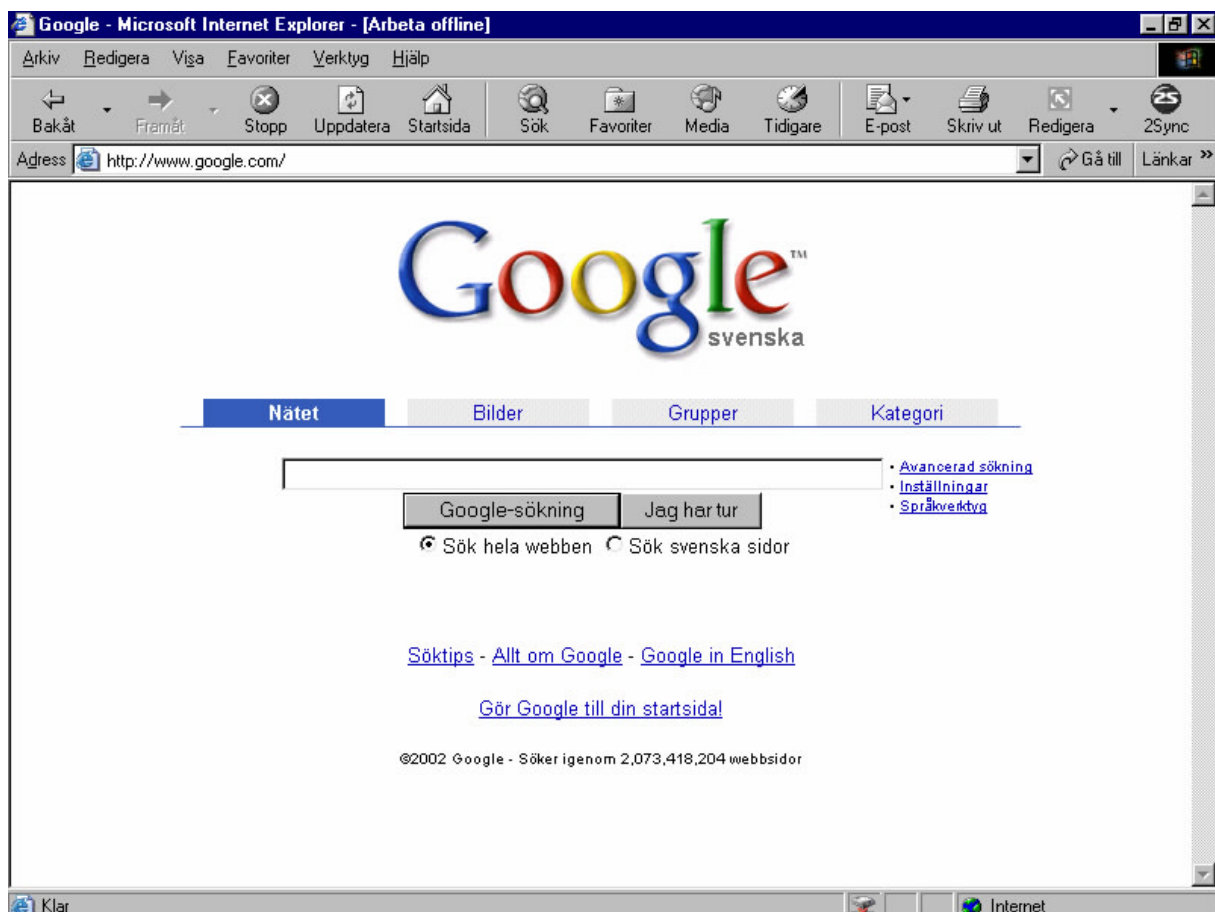 Google - Microsoft Internet Explorer - [Arbeta offline]
Arkiv Redigera Visa Favoriter Verktyg Hjälp
Bakåt Framåt Stopp Uppdatera Startsida Sök Favoriter Media Tidigare E-post Skriv ut Redigera 2Sync
Adress http://www.google.com/ Gå till Länkar »
Google™
svenska
Nätet Bilder Grupper Kategori
· Avancerad sökning
· Inställningar
· Språkverktyg
Google-sökning Jag har tur
Sök hela webben Sök svenska sidor
Söktips - Allt om Google - Google in English
Gör Google till din startsida!
©2002 Google - Söker igenom 2,073,418,204 webbsidor
Klar Internet